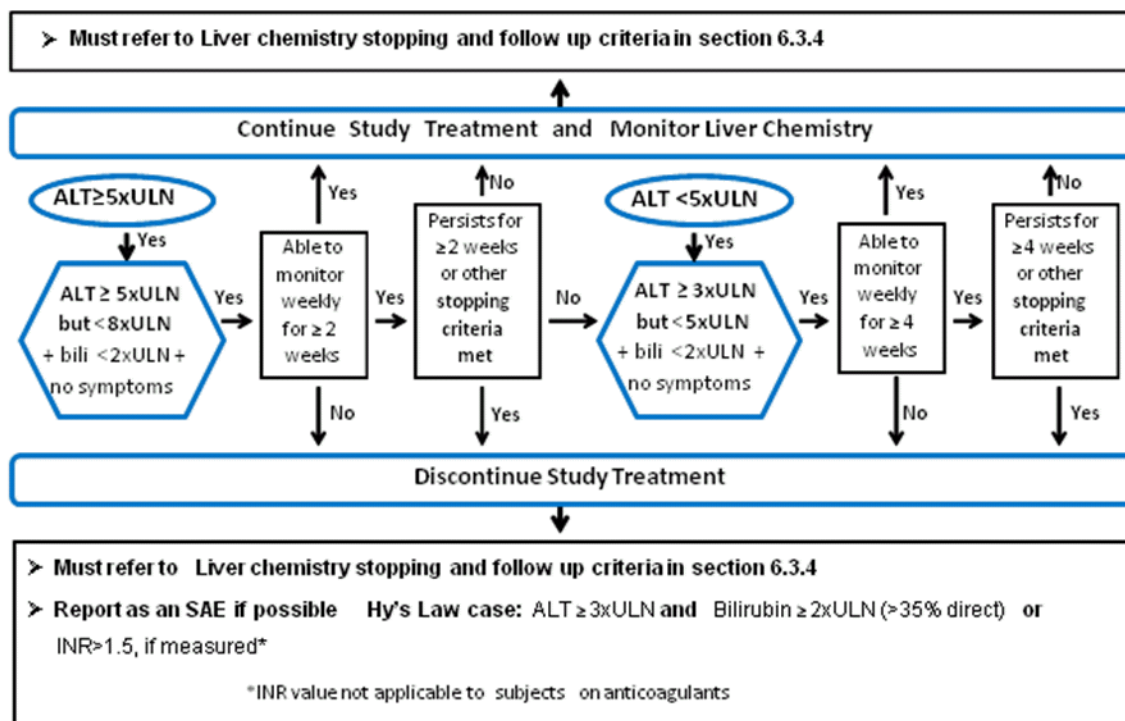 ➢ Must refer to Liver chemistry stopping and follow up criteria in section 6.3.4
Continue Study Treatment and Monitor Liver Chemistry
ALT≥5xULN
Yes
ALT ≥ 5xULN
but <8xULN
+ bili <2xULN +
no symptoms
Yes
Yes
Able to
monitor
weekly
for ≥ 2
weeks
No
Yes
No
Persists for
≥2 weeks
or other
stopping
criteria
met
Yes
No
ALT <5xULN
Yes
ALT ≥ 3xULN
but <5xULN
+ bili <2xULN +
no symptoms
Yes
Yes
Able to
monitor
weekly
for ≥ 4
weeks
No
Yes
No
Persists for
≥4 weeks
or other
stopping
criteria
met
Yes
Discontinue Study Treatment
➢ Must refer to Liver chemistry stopping and follow up criteria in section 6.3.4
➢ Report as an SAE if possible Hy's Law case: ALT ≥ 3xULN and Bilirubin ≥ 2xULN (>35% direct) or
INR>1.5, if measured*
*INR value not applicable to subjects on anticoagulants